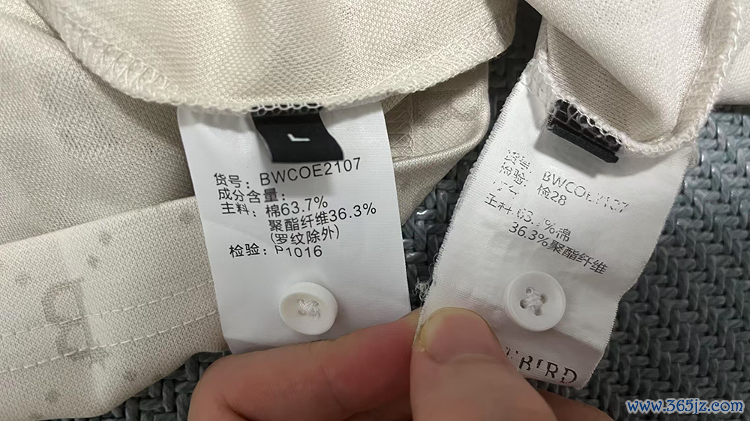 货号: BWCOE2107
成分含量:
主料: 棉63.7%
聚酯纤维36.3%
(罗纹除外)
检验: P1016
货号: BWCOE2107
检验: 检28
主料: 63.7%棉
36.3%聚酯纤维
EBIRD
www.365jz.com